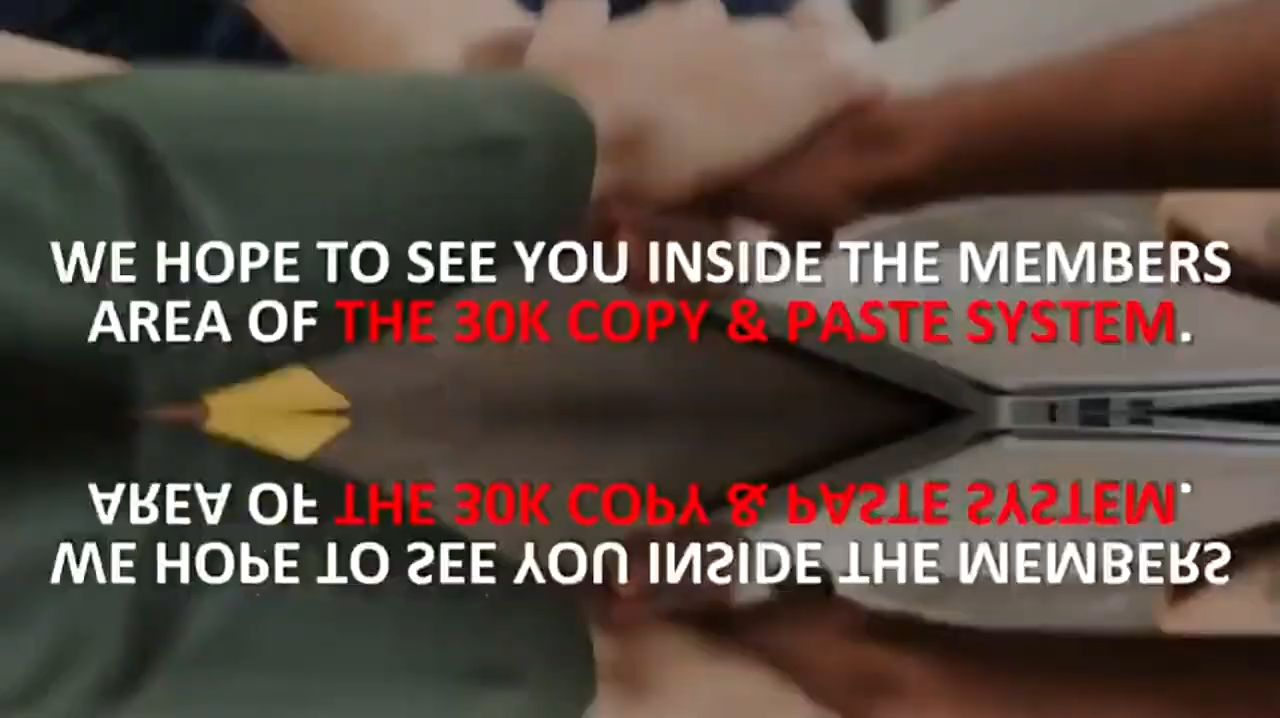 WE HOPE TO SEE YOU INSIDE THE MEMBERS
AREA OF THE 30K COPY & PASTE SYSTEM.
AREA OF THE 30K COPY & PASTE SYSTEM.
WE HOPE TO SEE YOU INSIDE THE MEMBERS